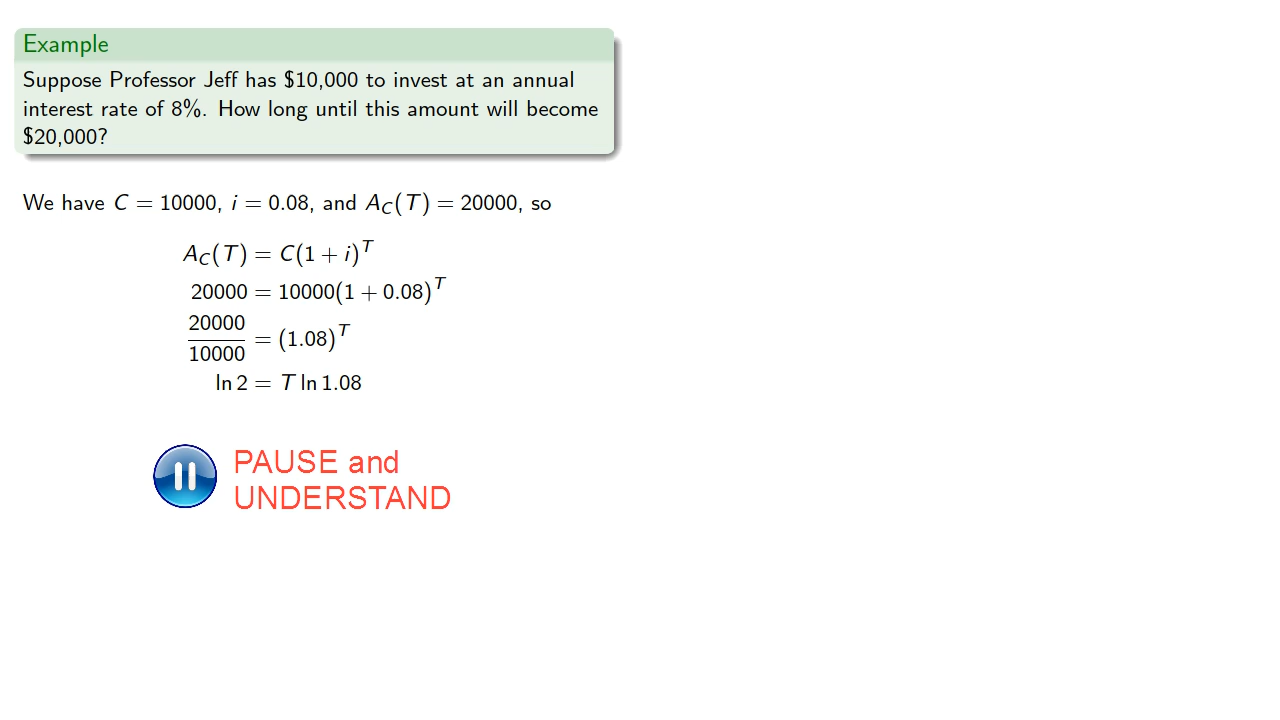 Example
Suppose Professor Jeff has $10,000 to invest at an annual
interest rate of 8%. How long until this amount will become
$20,000?
We have C = 10000, i = 0.08, and A_C(T) = 20000, so
A_C(T) = C(1 + i)^T
20000 = 10000(1 + 0.08)^T
20000/10000 = (1.08)^T
ln 2 = T ln 1.08
PAUSE and
UNDERSTAND